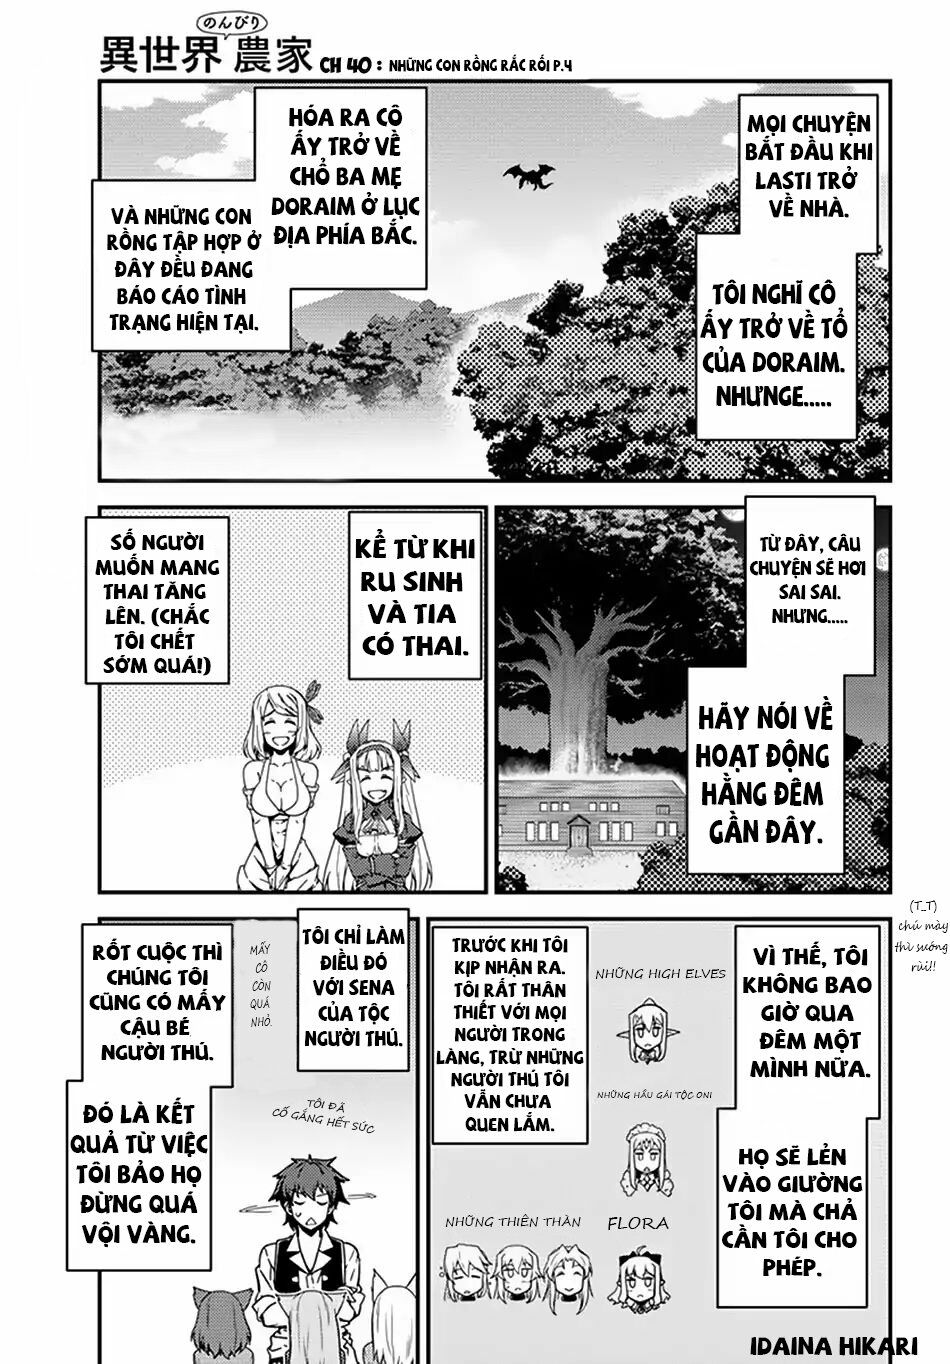 のんびり
異世界 農家 CH 40 : NHỮNG CON RỒNG RẮC RỐI P.4
MỌI CHUYỆN
BẮT ĐẦU KHI
LASTI TRỞ
VỀ NHÀ.
TÔI NGHĨ CÔ
ẤY TRỞ VỀ TỔ
CỦA DORAIM.
NHƯNGE.....
HÓA RA CÔ
ẤY TRỞ VỀ
CHỔ BA MẸ
DORAIM Ở LỤC
ĐỊA PHÍA BẮC.
VÀ NHỮNG CON
RỒNG TẬP HỢP Ở
ĐÂY ĐỀU ĐANG
BÁO CÁO TÌNH
TRẠNG HIỆN TẠI.
TỪ ĐÂY, CÂU
CHUYỆN SẼ HƠI
SAI SAI.
NHƯNG.....
HÃY NÓI VỀ
HOẠT ĐỘNG
HẰNG ĐÊM
GẦN ĐÂY.
KỂ TỪ KHI
RU SINH
VÀ TIA
CÓ THAI.
SỐ NGƯỜI
MUỐN MANG
THAI TĂNG
LÊN. (CHẮC
TÔI CHẾT
SỚM QUÁ!)
(T_T)
chú mày
thì sướng
rùi!!
VÌ THẾ, TÔI
KHÔNG BAO
GIỜ QUA
ĐÊM MỘT
MÌNH NỮA.
HỌ SẼ LẺN
VÀO GIƯỜNG
TÔI MÀ CHẢ
CẦN TÔI CHO
PHÉP.
NHỮNG HIGH ELVES
NHỮNG HẦU GÁI TỘC ONI
FLORA
NHỮNG THIÊN THẦN
TRƯỚC KHI TÔI
KỊP NHẬN RA.
TÔI RẤT THÂN
THIẾT VỚI MỌI
NGƯỜI TRONG
LÀNG, TRỪ NHỮNG
NGƯỜI THÚ TÔI
VẪN CHƯA
QUEN LẮM.
TÔI CHỈ LÀM
ĐIỀU ĐÓ
VỚI SENA
CỦA TỘC
NGƯỜI THÚ.
MẤY
CÔ
CÒN
QUÁ
NHỎ.
TÔI ĐÃ
CỐ GẮNG HẾT SỨC
RỐT CUỘC THÌ
CHÚNG TÔI
CŨNG CÓ MẤY
CẬU BÉ
NGƯỜI THÚ.
ĐÓ LÀ KẾT
QUẢ TỪ VIỆC
TÔI BẢO HỌ
ĐỪNG QUÁ
VỘI VÀNG.
IDAINA HIKARI